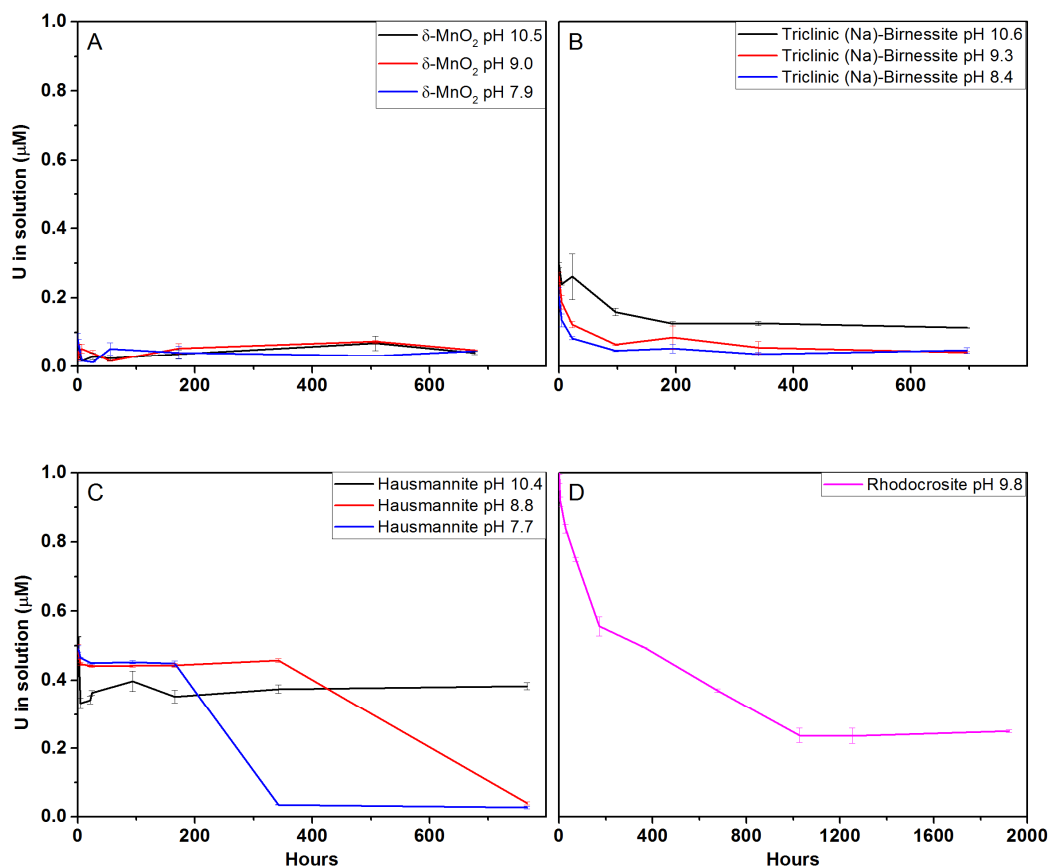 A
δ-MnO₂ pH 10.5
δ-MnO₂ pH 9.0
δ-MnO₂ pH 7.9
U in solution (μM)
1.0
0.8
0.6
0.4
0.2
0.0
0 200 400 600
B
Triclinic (Na)-Birnessite pH 10.6
Triclinic (Na)-Birnessite pH 9.3
Triclinic (Na)-Birnessite pH 8.4
0 200 400 600
C
Hausmannite pH 10.4
Hausmannite pH 8.8
Hausmannite pH 7.7
U in solution (μM)
1.0
0.8
0.6
0.4
0.2
0.0
0 200 400 600
Hours
D
Rhodocrosite pH 9.8
0 400 800 1200 1600 2000
Hours